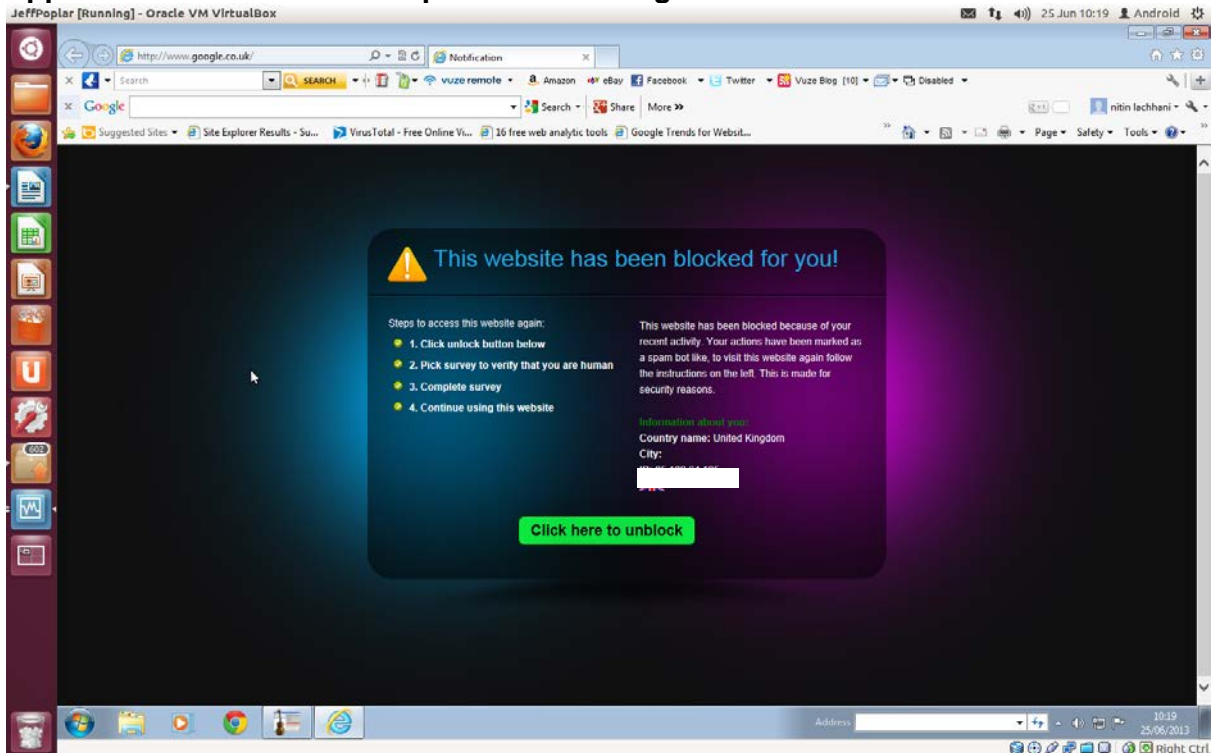 JeffPoplar [Running] - Oracle VM VirtualBox
25 Jun 10:19 Android
http://www.google.co.uk/
Notification
Search
SEARCH
vuze remote
Amazon
eBay
Facebook
Twitter
Vuze Blog [10]
Disabled
Google
Search
Share
More »
nitin lachhani
Suggested Sites
Site Explorer Results - Su...
VirusTotal - Free Online Vi...
16 free web analytic tools
Google Trends for Websit...
Page
Safety
Tools
This website has been blocked for you!
Steps to access this website again:
1. Click unlock button below
2. Pick survey to verify that you are human
3. Complete survey
4. Continue using this website
This website has been blocked because of your
recent activity. Your actions have been marked as
a spam bot like, to visit this website again follow
the instructions on the left. This is made for
security reasons.
Information about you:
Country name: United Kingdom
City:
Click here to unblock
602
Address
10:19
25/06/2013
Right Ctrl